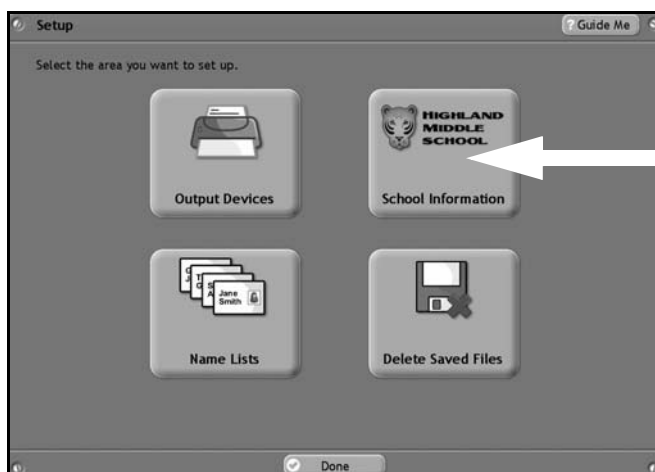 Setup
Guide Me
Select the area you want to set up.
HIGHLAND
MIDDLE
SCHOOL
Output Devices
School Information
Jane
Smith
Name Lists
Delete Saved Files
Done